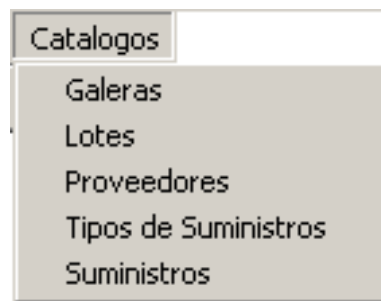 Catalogos
Galeras
Lotes
Proveedores
Tipos de Suministros
Suministros